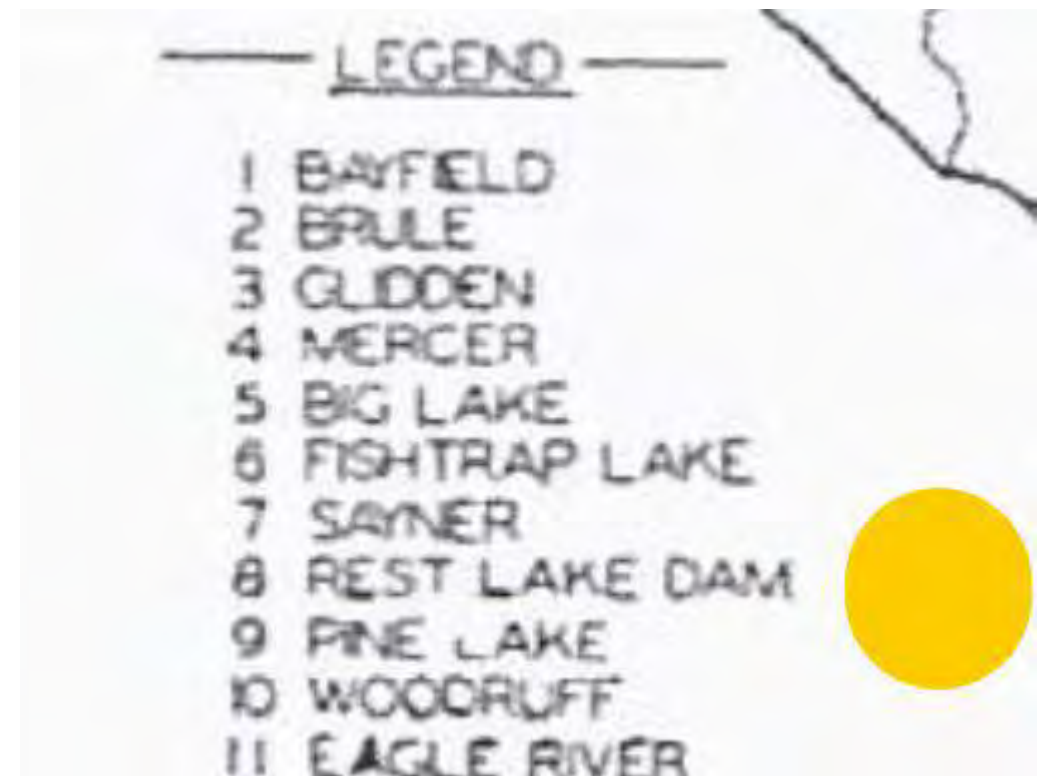 LEGEND
1 BAYFIELD
2 BRULE
3 GLIDDEN
4 MERCER
5 BIG LAKE
6 FISHTRAP LAKE
7 SAYNER
8 REST LAKE DAM
9 PINE LAKE
10 WOODRUFF
11 EAGLE RIVER